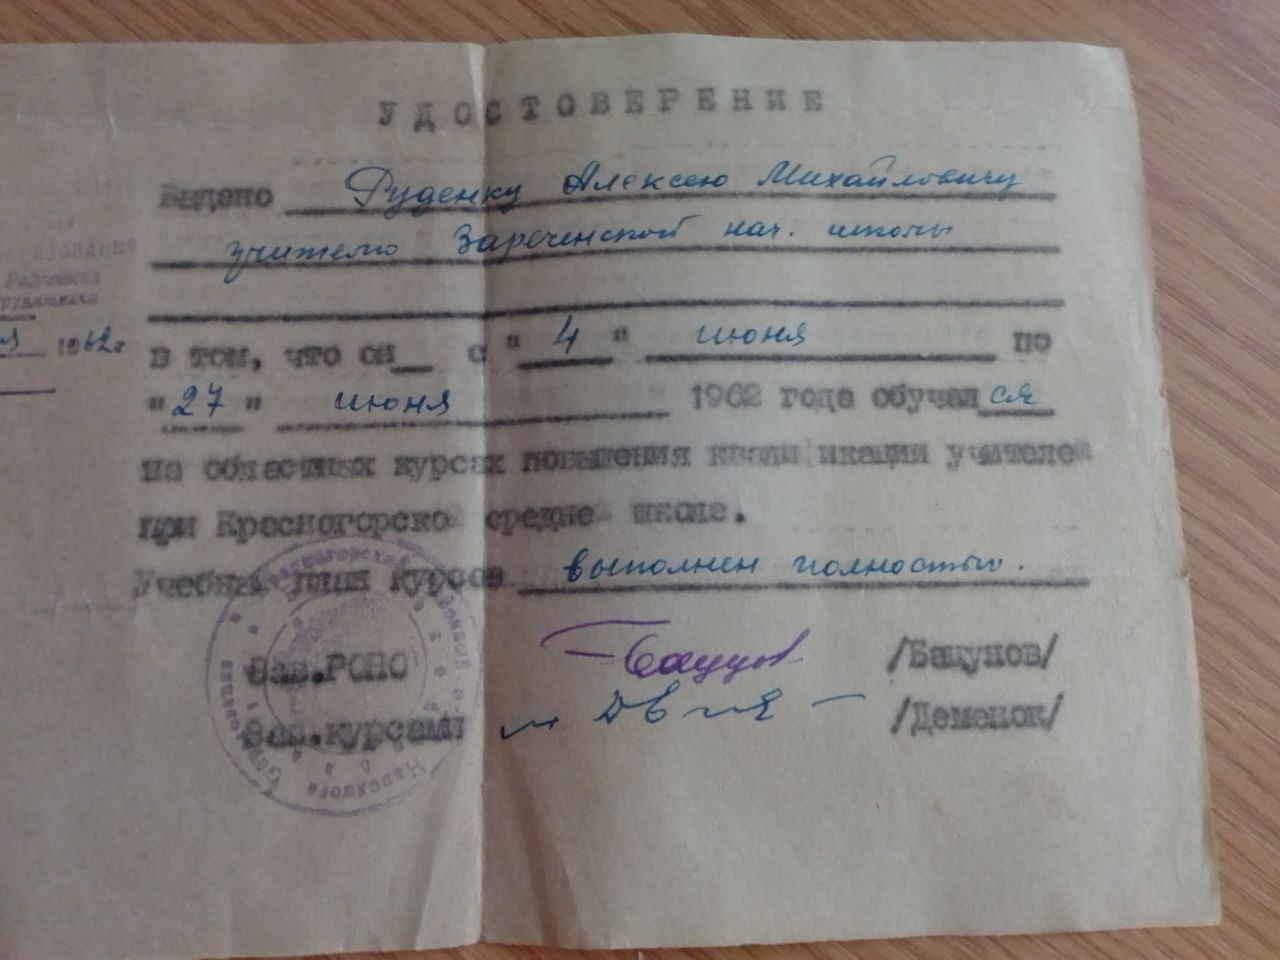 УДОСТОВЕРЕНИЕ
Выдано Руденку Алексею Михайловичу
учителю Зареченской нач. школы
в том, что он с "4" июня по
"27" июня 1962 года обучался
на областных курсах повышения квали икации учителей
при Красногорской средней школе.
Учебный план курсов выполнен полностью.
Зав.РОНО /Бацунов/
Зав.курсами /Деменок/
1962г